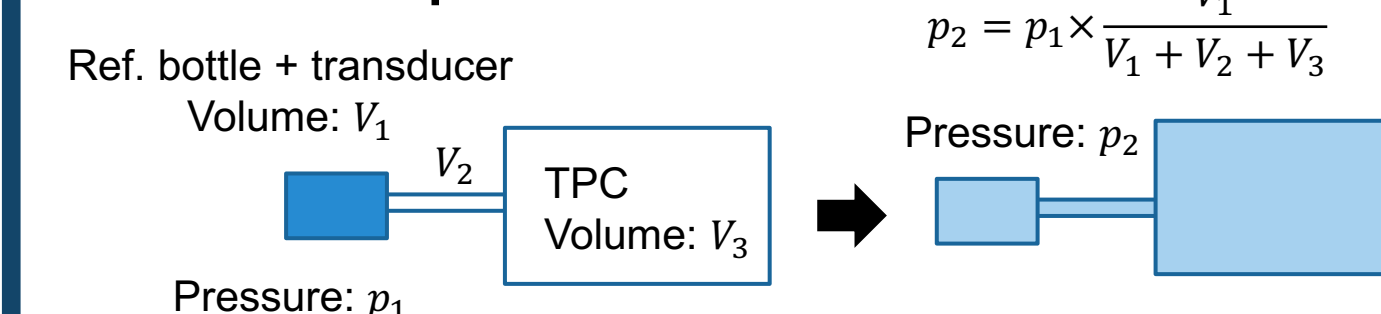 p₂ = p₁ × V₁ / (V₁ + V₂ + V₃)
Ref. bottle + transducer
Volume: V₁
V₂
TPC
Volume: V₃
Pressure: p₁
Pressure: p₂